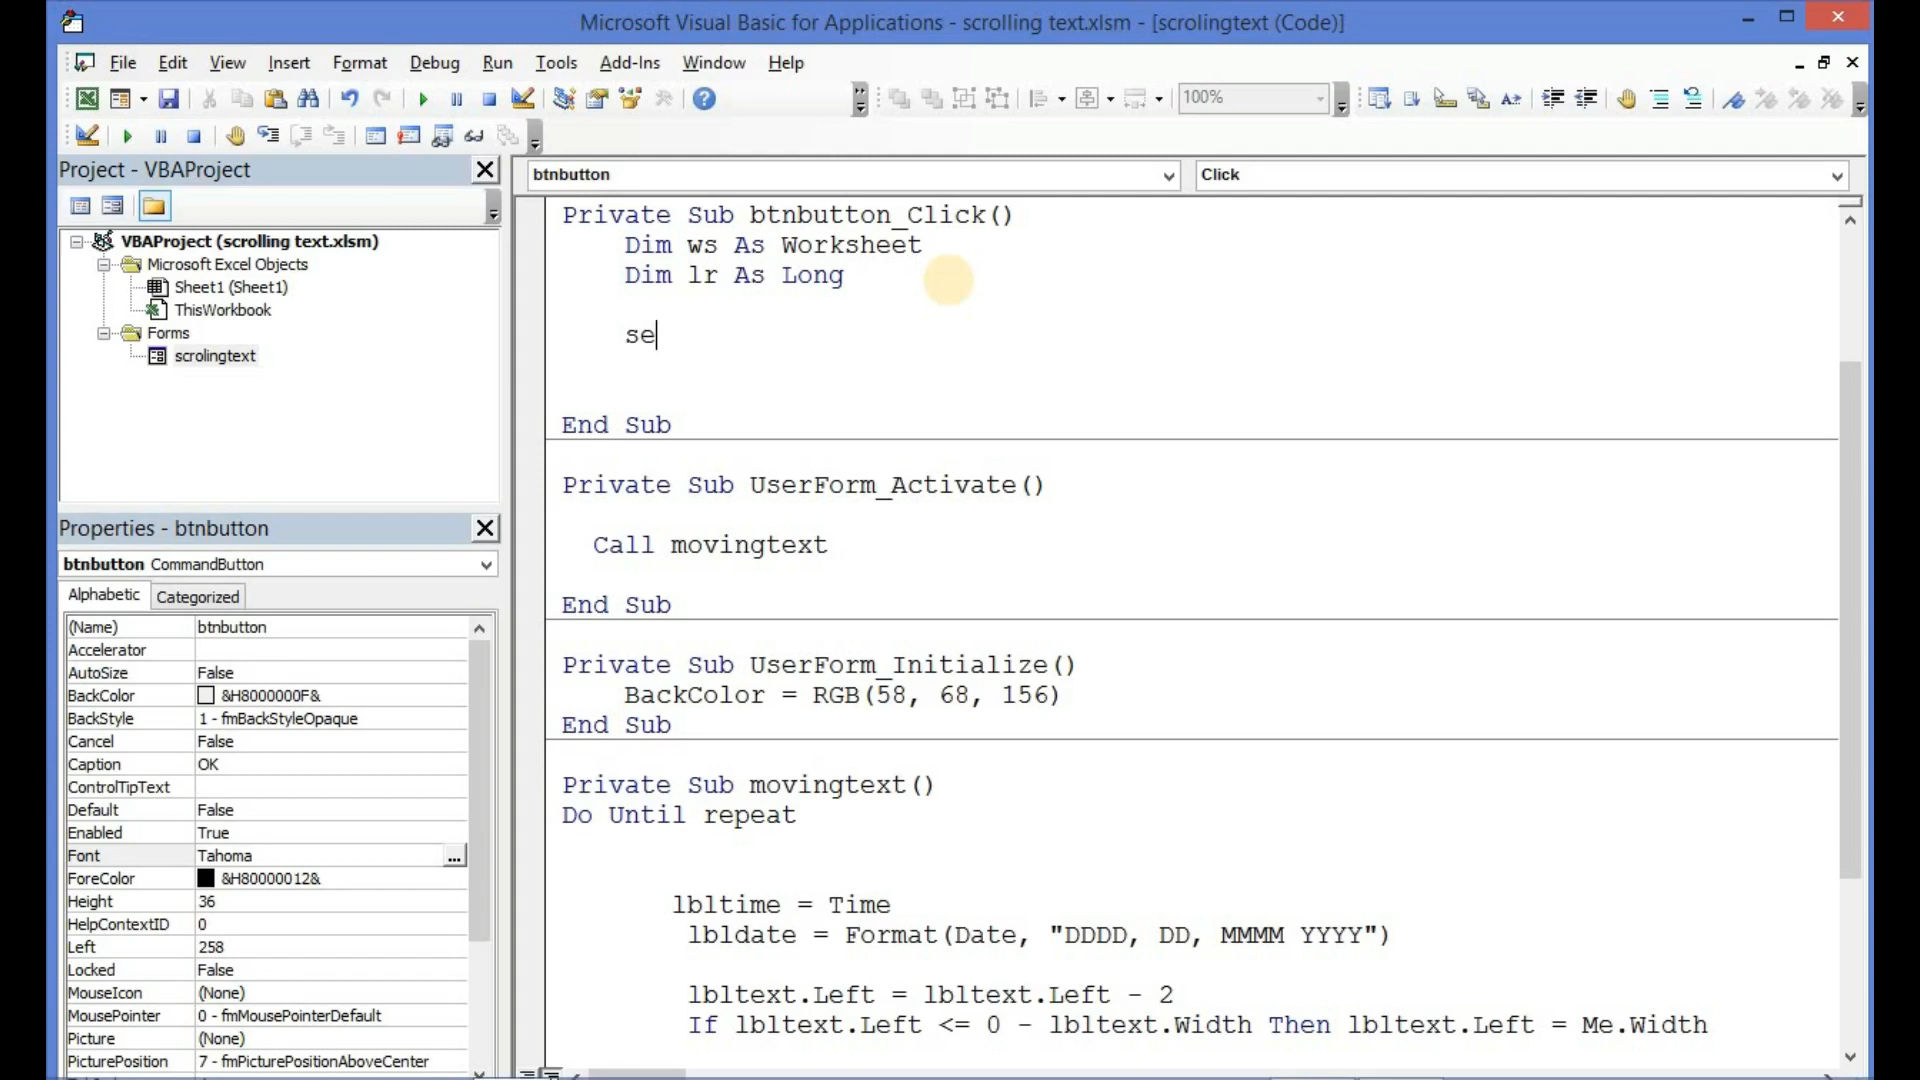 Microsoft Visual Basic for Applications - scrolling text.xlsm - [scrolingtext (Code)]
File Edit View Insert Format Debug Run Tools Add-Ins Window Help
100%
Project - VBAProject
btnbutton
Click
VBAProject (scrolling text.xlsm)
Microsoft Excel Objects
Sheet1 (Sheet1)
ThisWorkbook
Forms
scrolingtext
Properties - btnbutton
btnbutton CommandButton
Alphabetic Categorized
(Name) btnbutton
Accelerator
AutoSize False
BackColor &H8000000F&
BackStyle 1 - fmBackStyleOpaque
Cancel False
Caption OK
ControlTipText
Default False
Enabled True
Font Tahoma ...
ForeColor &H80000012&
Height 36
HelpContextID 0
Left 258
Locked False
MouseIcon (None)
MousePointer 0 - fmMousePointerDefault
Picture (None)
PicturePosition 7 - fmPicturePositionAboveCenter
Private Sub btnbutton_Click()
Dim ws As Worksheet
Dim lr As Long
se
End Sub
Private Sub UserForm_Activate()
Call movingtext
End Sub
Private Sub UserForm_Initialize()
BackColor = RGB(58, 68, 156)
End Sub
Private Sub movingtext()
Do Until repeat
lbltime = Time
lbldate = Format(Date, "DDDD, DD, MMMM YYYY")
lbltext.Left = lbltext.Left - 2
If lbltext.Left <= 0 - lbltext.Width Then lbltext.Left = Me.Width